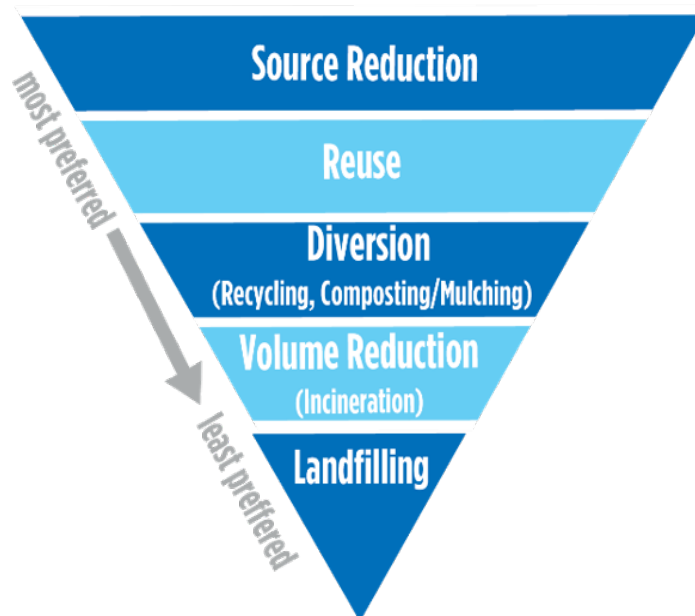 Source Reduction
most preferred
Reuse
Diversion
(Recycling, Composting/Mulching)
Volume Reduction
(Incineration)
least preffered
Landfilling